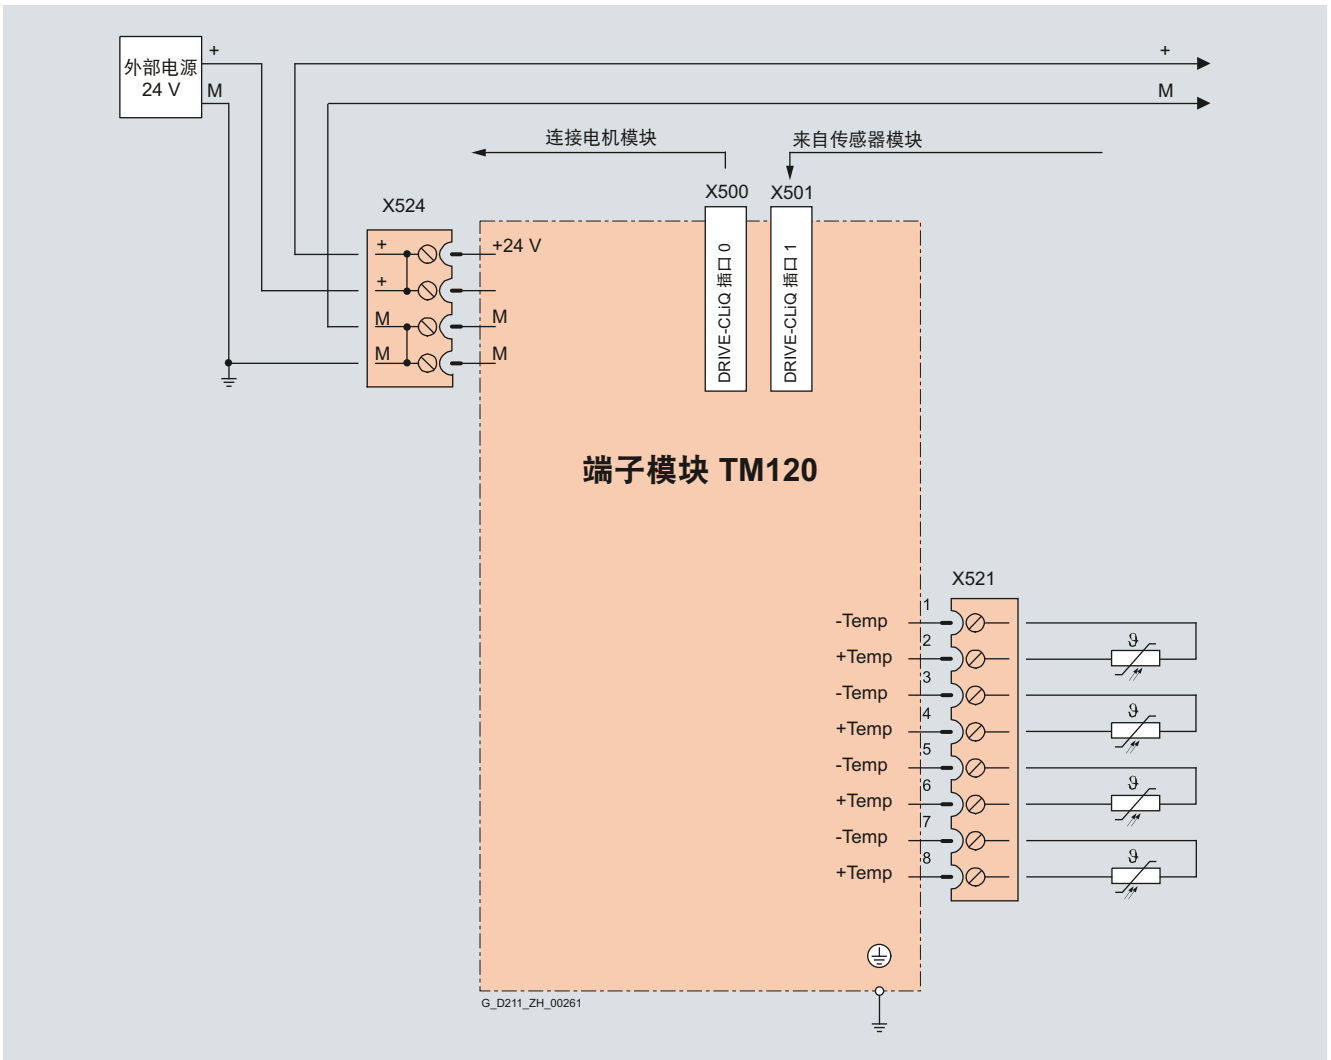 外部电源
24 V
+
M
+
M
连接电机模块
来自传感器模块
X500
X501
X524
+
+
M
M
+24 V
M
M
DRIVE-CLiQ 插口 0
DRIVE-CLiQ 插口 1
端子模块 TM120
X521
-Temp 1
+Temp 2
-Temp 3
+Temp 4
-Temp 5
+Temp 6
-Temp 7
+Temp 8
ϑ
ϑ
ϑ
ϑ
G_D211_ZH_00261